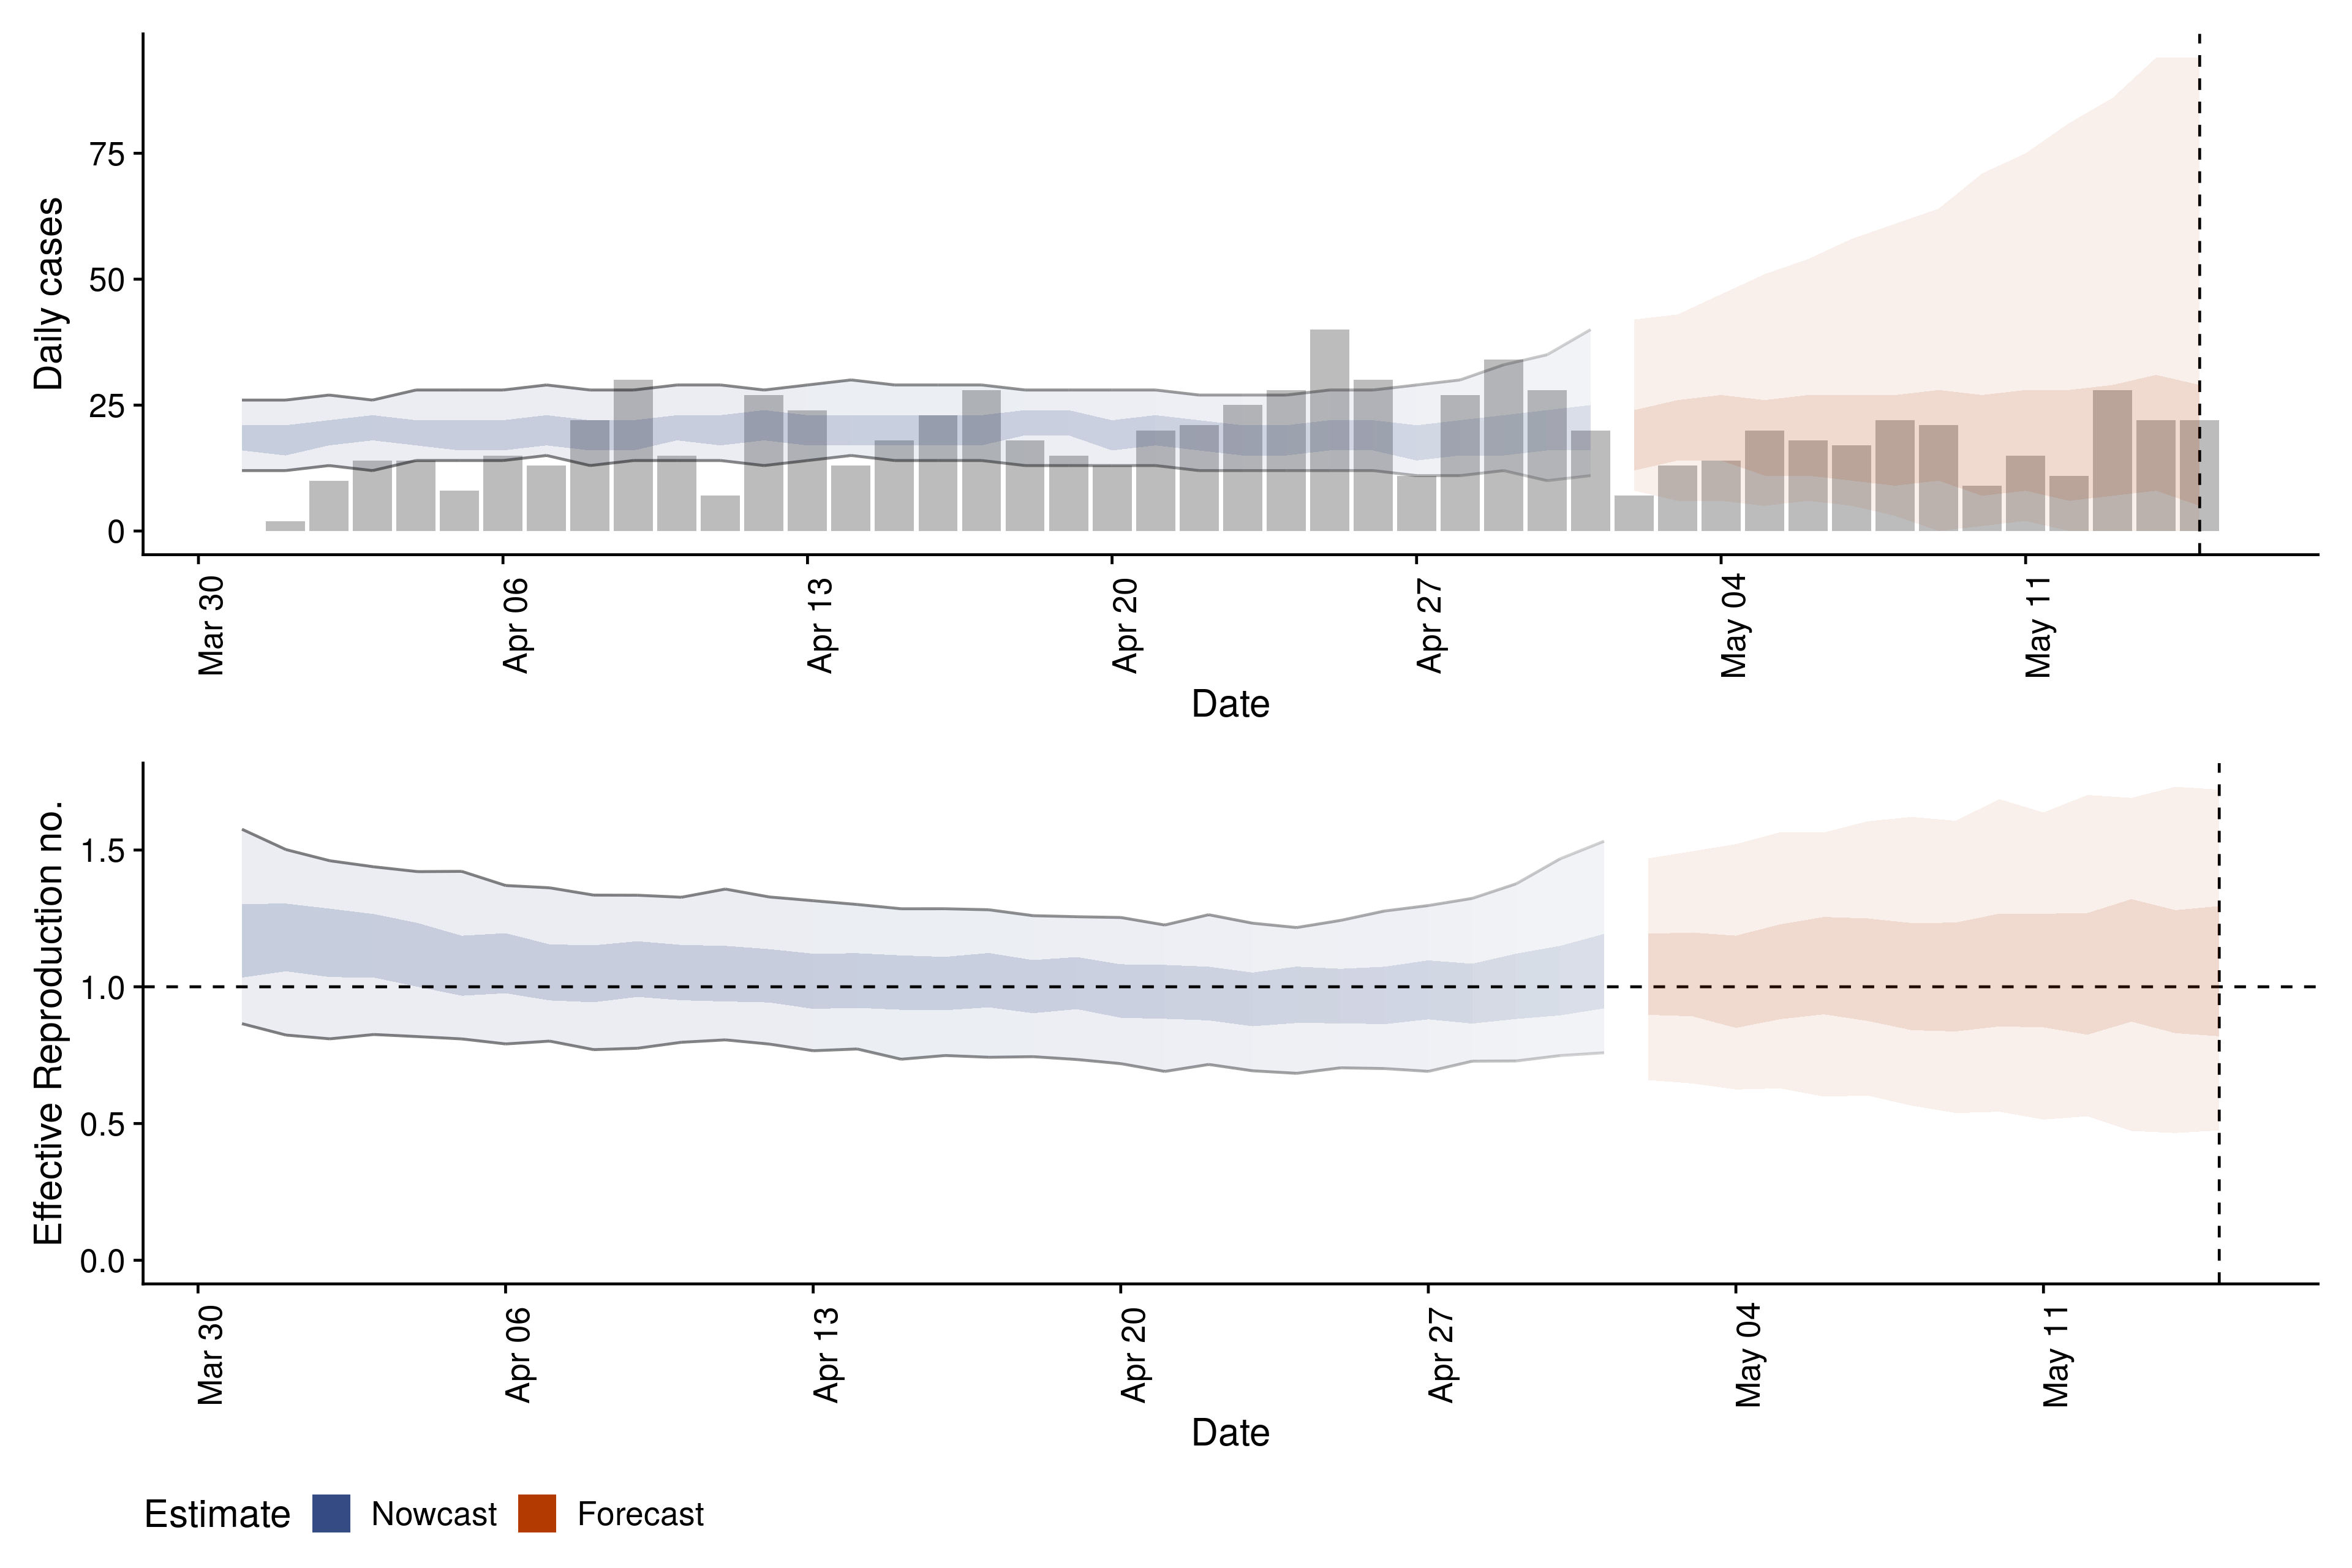 Daily cases
75
50
25
0
Mar 30
Apr 06
Apr 13
Apr 20
Apr 27
May 04
May 11
Date
Effective Reproduction no.
1.5
1.0
0.5
0.0
Mar 30
Apr 06
Apr 13
Apr 20
Apr 27
May 04
May 11
Date
Estimate Nowcast Forecast